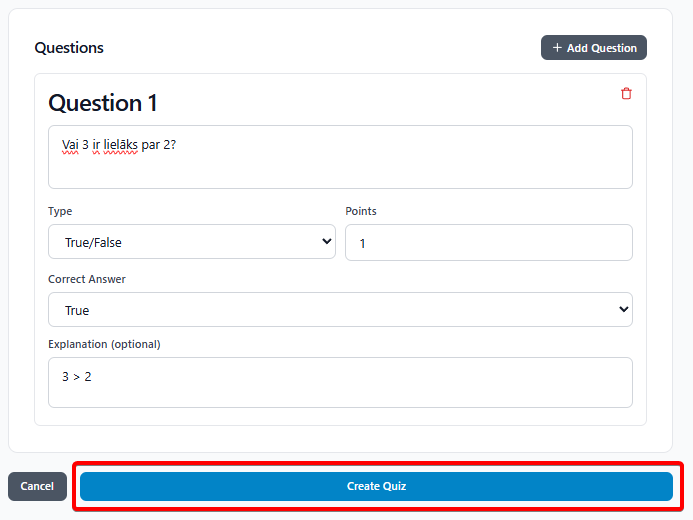 Questions
+ Add Question
Question 1
Vai 3 ir lielāks par 2?
Type
Points
True/False
1
Correct Answer
True
Explanation (optional)
3 > 2
Cancel
Create Quiz